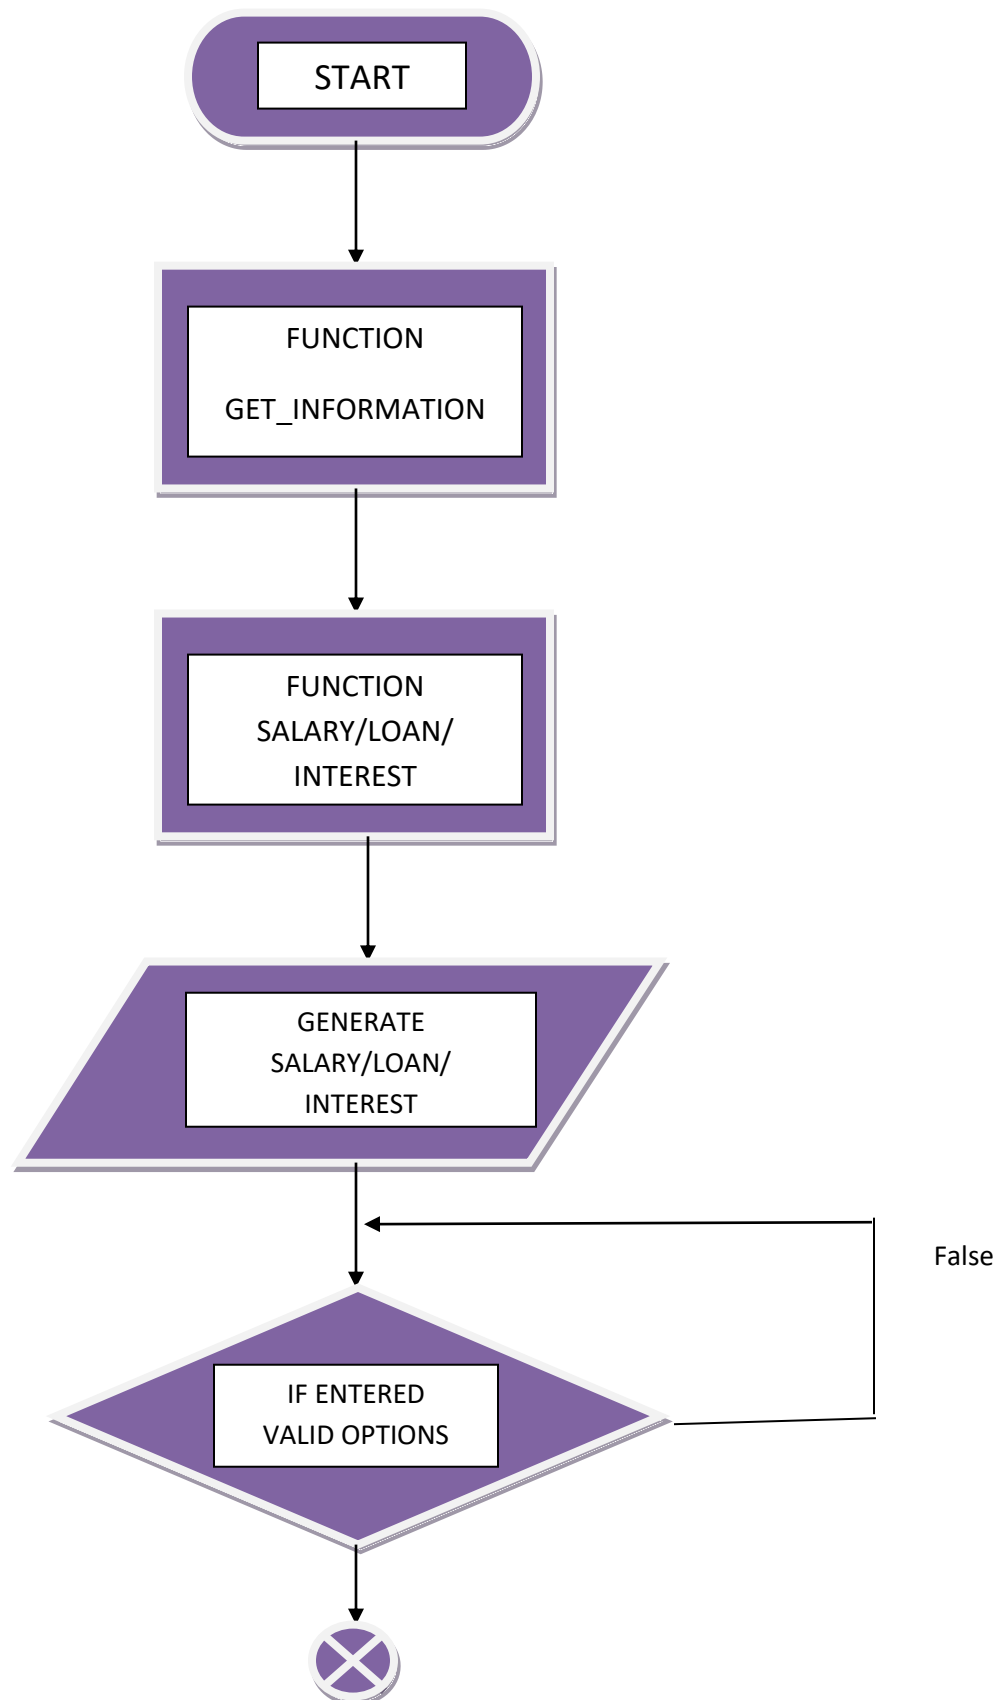 START
FUNCTION
GET_INFORMATION
FUNCTION
SALARY/LOAN/
INTEREST
GENERATE
SALARY/LOAN/
INTEREST
False
IF ENTERED
VALID OPTIONS